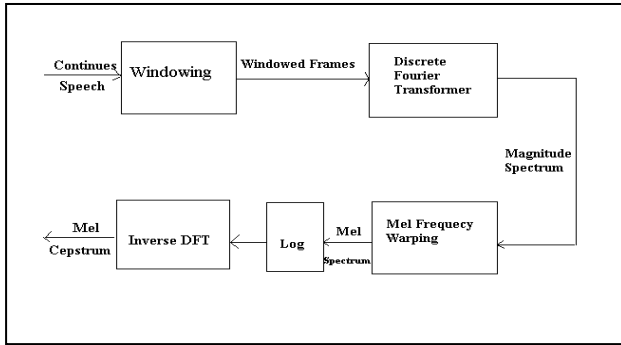 Continues
Speech
Windowing
Windowed Frames
Discrete
Fourier
Transformer
Magnitude
Spectrum
Mel Frequecy
Warping
Mel
Spectrum
Log
Inverse DFT
Mel
Cepstrum